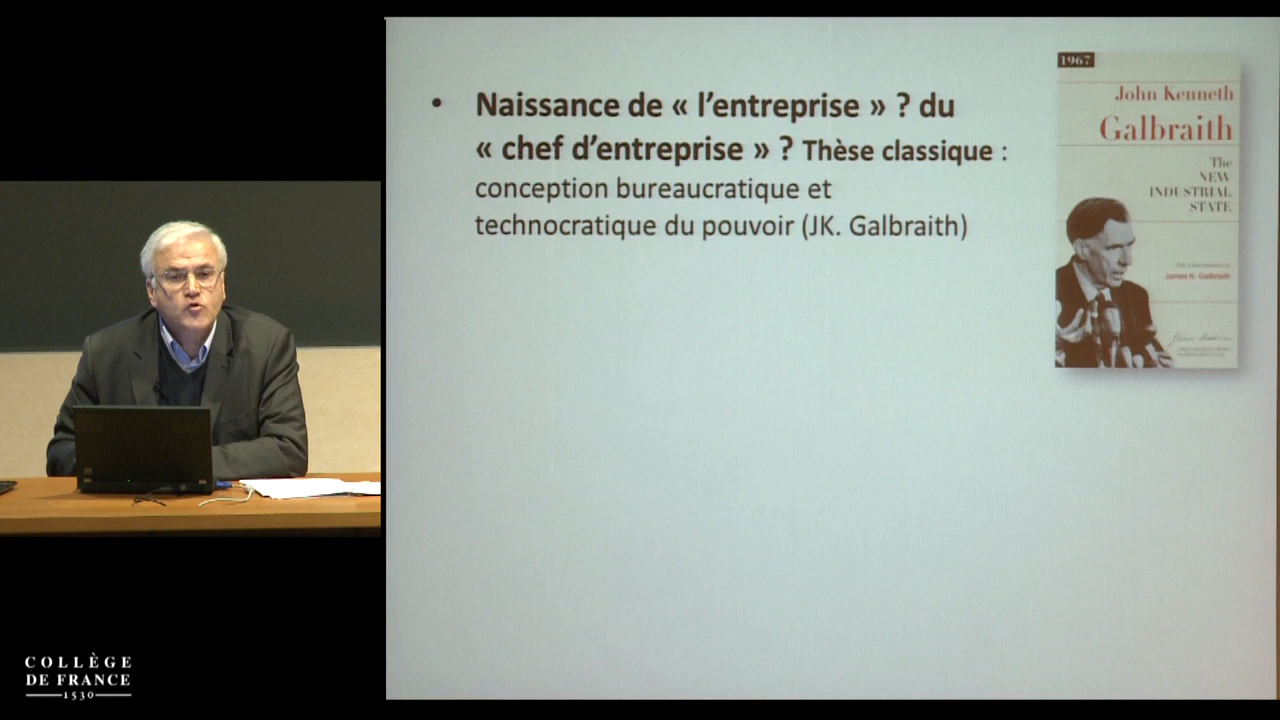 • Naissance de « l'entreprise » ? du
« chef d'entreprise » ? Thèse classique :
conception bureaucratique et
technocratique du pouvoir (JK. Galbraith)
1967
John Kenneth
Galbraith
The
NEW
INDUSTRIAL
STATE
James K. Galbraith
COLLÈGE
DE FRANCE
1530